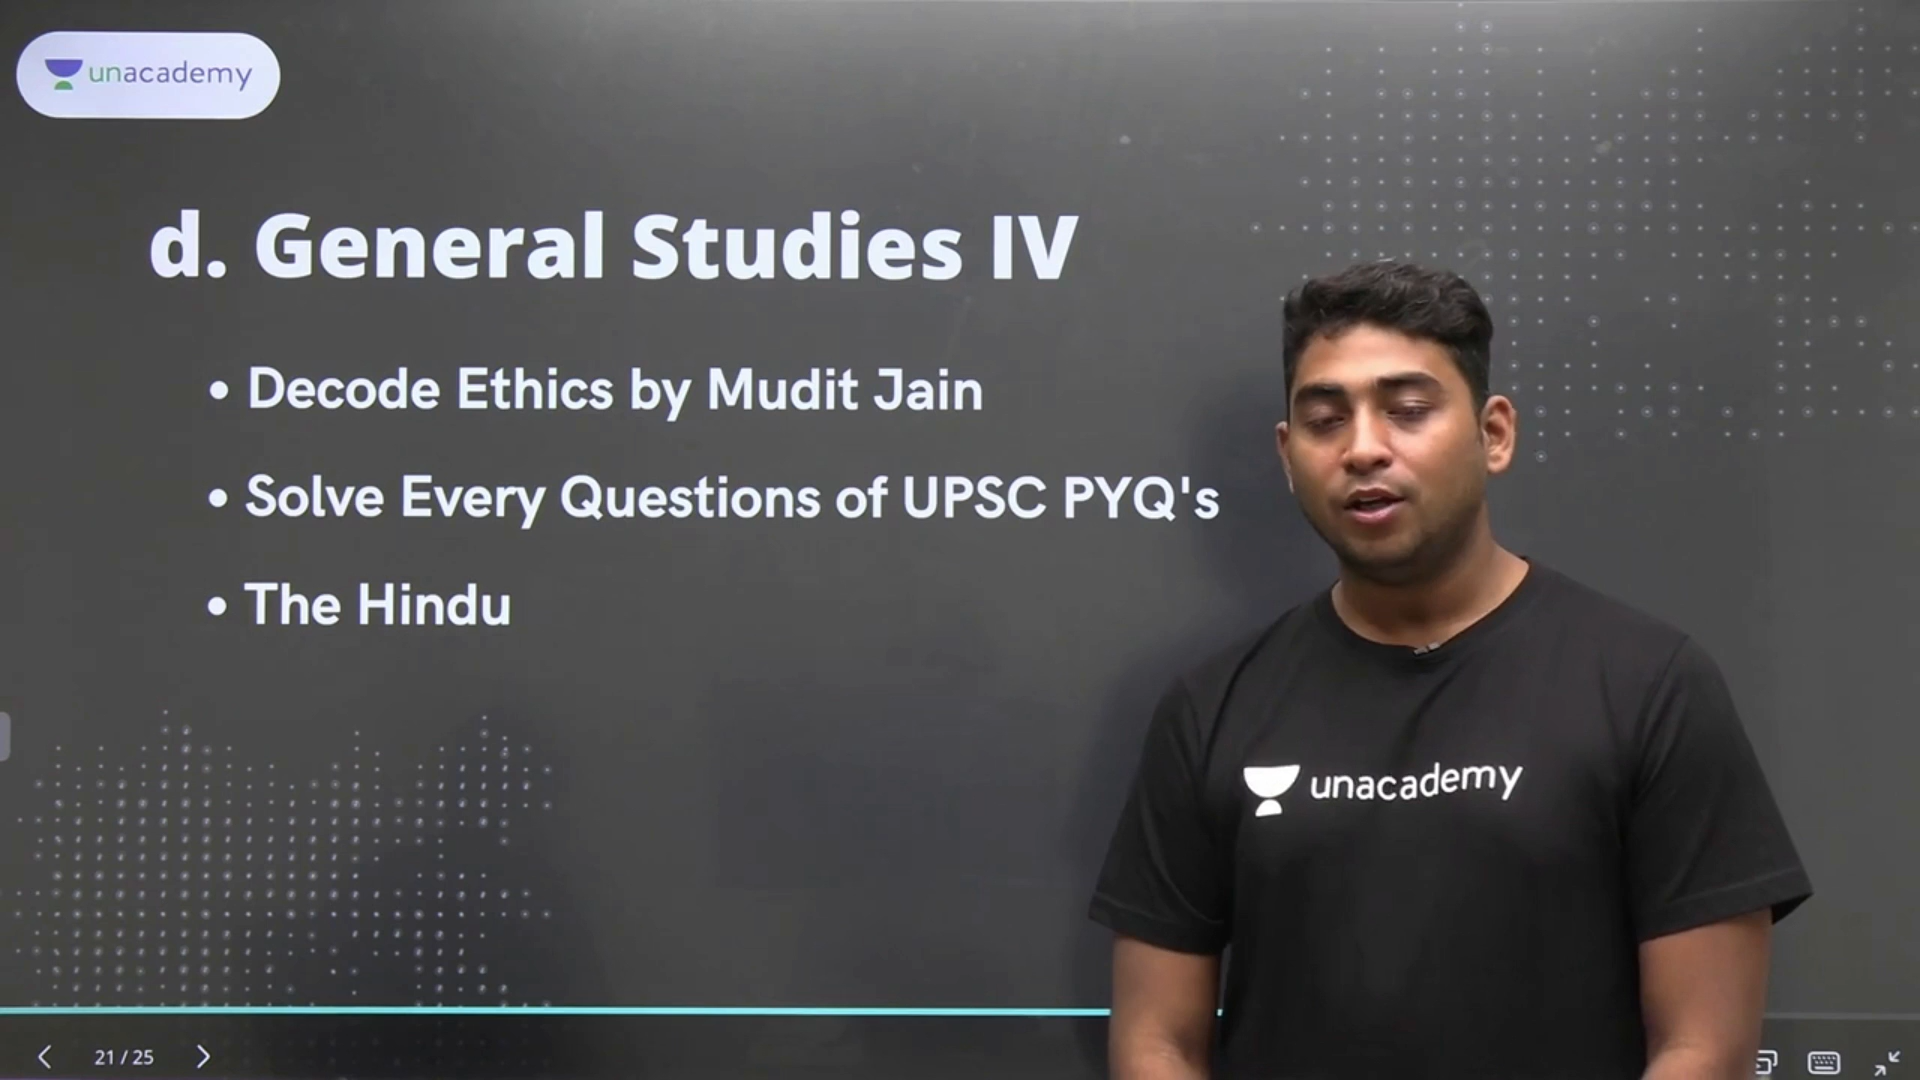 unacademy
d. General Studies IV
• Decode Ethics by Mudit Jain
• Solve Every Questions of UPSC PYQ's
• The Hindu
unacademy
21 / 25